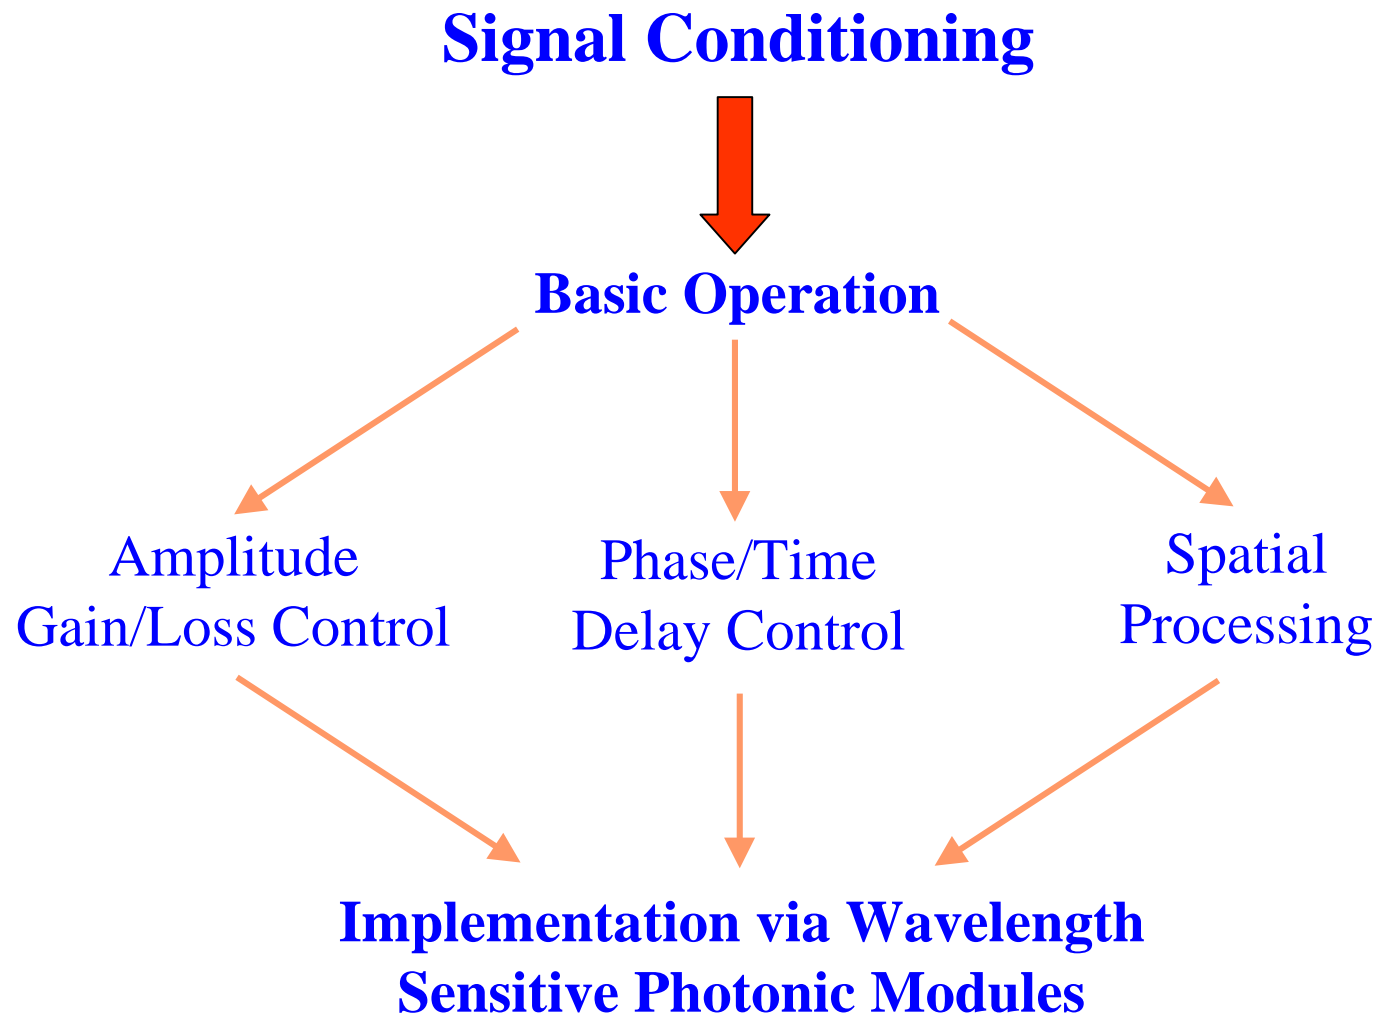 Signal Conditioning
Basic Operation
Amplitude
Gain/Loss Control
Phase/Time
Delay Control
Spatial
Processing
Implementation via Wavelength
Sensitive Photonic Modules